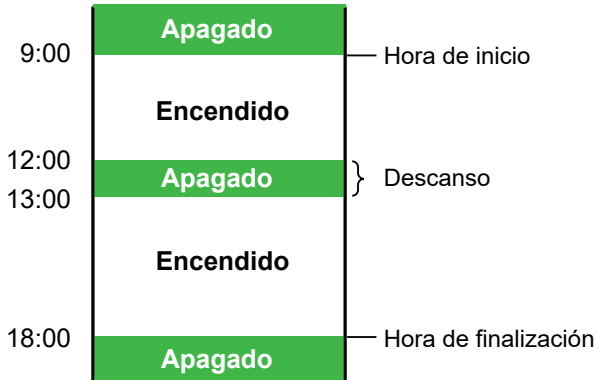 Apagado
9:00
Hora de inicio
Encendido
12:00
Apagado
Descanso
13:00
Encendido
18:00
Hora de finalización
Apagado